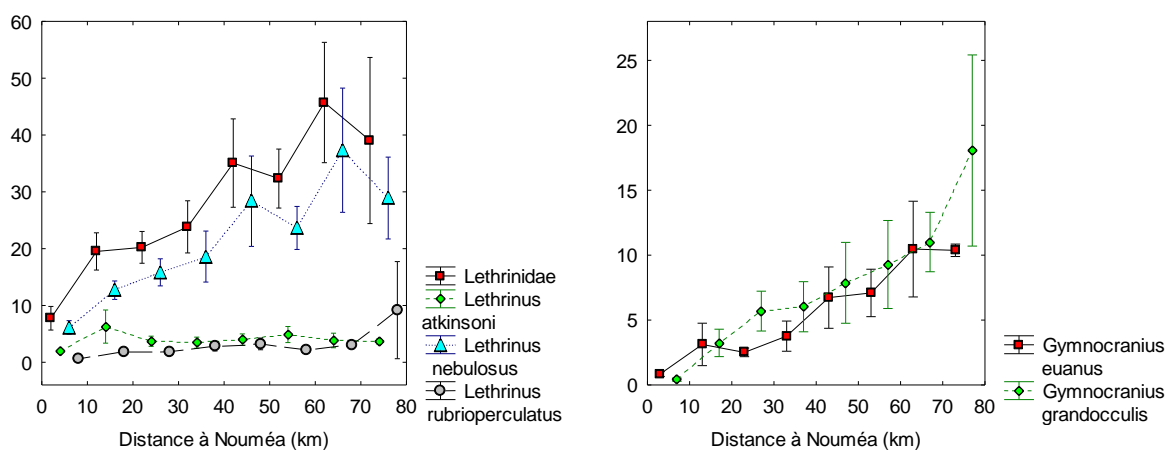 60
50
40
30
20
10
0
0 10 20 30 40 50 60 70 80
Distance à Nouméa (km)
Lethrinidae
Lethrinus
atkinsoni
Lethrinus
nebulosus
Lethrinus
rubrioperculatus
25
20
15
10
5
0
0 10 20 30 40 50 60 70 80
Distance à Nouméa (km)
Gymnocranius
euanus
Gymnocranius
grandocculis